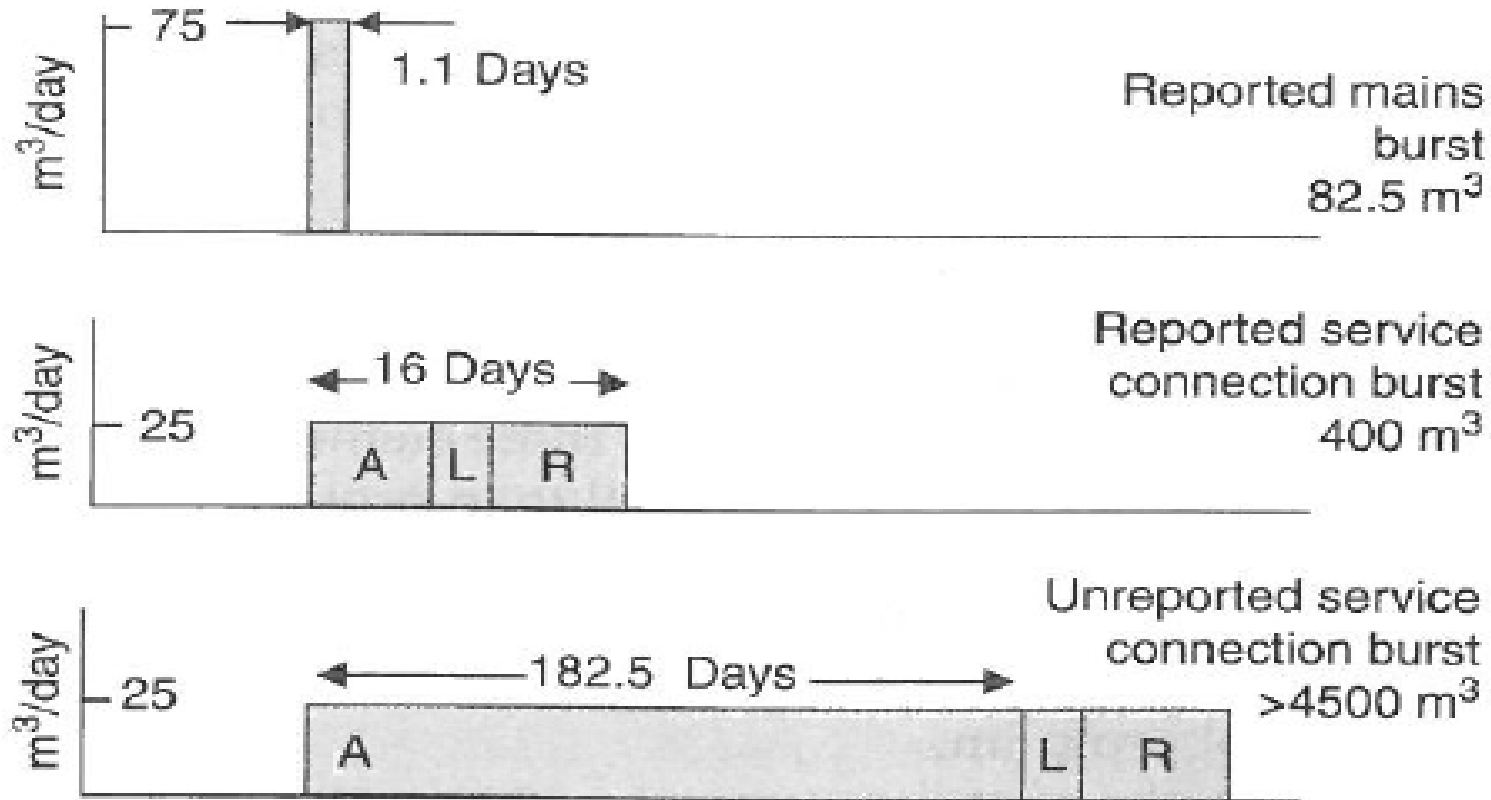 75
1.1 Days
m³/day
Reported mains
burst
82.5 m³
16 Days
25
m³/day
A L R
Reported service
connection burst
400 m³
182.5 Days
25
m³/day
A L R
Unreported service
connection burst
>4500 m³